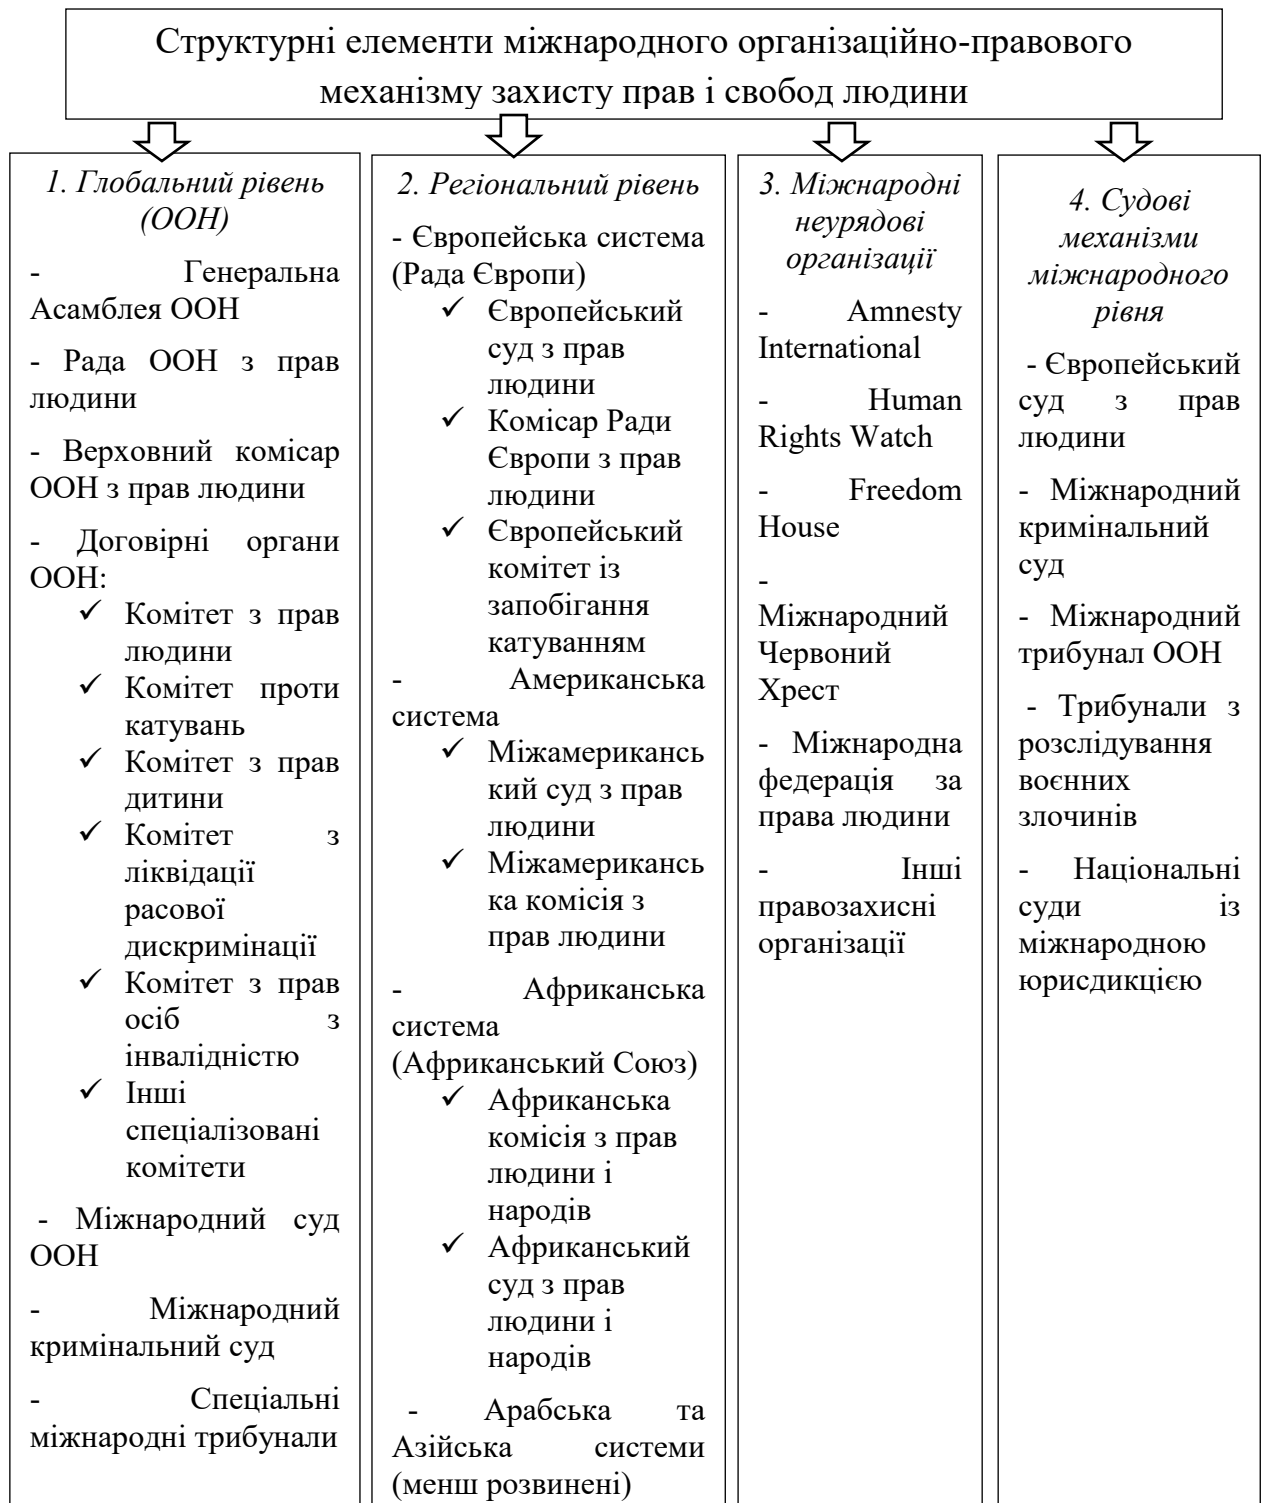 Структурні елементи міжнародного організаційно-правового
механізму захисту прав і свобод людини
1. Глобальний рівень
(ООН)
- Генеральна
Асамблея ООН
- Рада ООН з прав
людини
- Верховний комісар
ООН з прав людини
- Договірні органи
ООН:
✓ Комітет з прав
людини
✓ Комітет проти
катувань
✓ Комітет з прав
дитини
✓ Комітет з
ліквідації
расової
дискримінації
✓ Комітет з прав
осіб з
інвалідністю
✓ Інші
спеціалізовані
комітети
- Міжнародний суд
ООН
- Міжнародний
кримінальний суд
- Спеціальні
міжнародні трибунали
2. Регіональний рівень
- Європейська система
(Рада Європи)
✓ Європейський
суд з прав
людини
✓ Комісар Ради
Європи з прав
людини
✓ Європейський
комітет із
запобігання
катуванням
- Американська
система
✓ Міжамерикансь
кий суд з прав
людини
✓ Міжамерикансь
ка комісія з
прав людини
- Африканська
система
(Африканський Союз)
✓ Африканська
комісія з прав
людини і
народів
✓ Африканський
суд з прав
людини і
народів
- Арабська та
Азійська системи
(менш розвинені)
3. Міжнародні
неурядові
організації
- Amnesty
International
- Human
Rights Watch
- Freedom
House
-
Міжнародний
Червоний
Хрест
- Міжнародна
федерація за
права людини
- Інші
правозахисні
організації
4. Судові
механізми
міжнародного
рівня
- Європейський
суд з прав
людини
- Міжнародний
кримінальний
суд
- Міжнародний
трибунал ООН
- Трибунали з
розслідування
воєнних
злочинів
- Національні
суди із
міжнародною
юрисдикцією